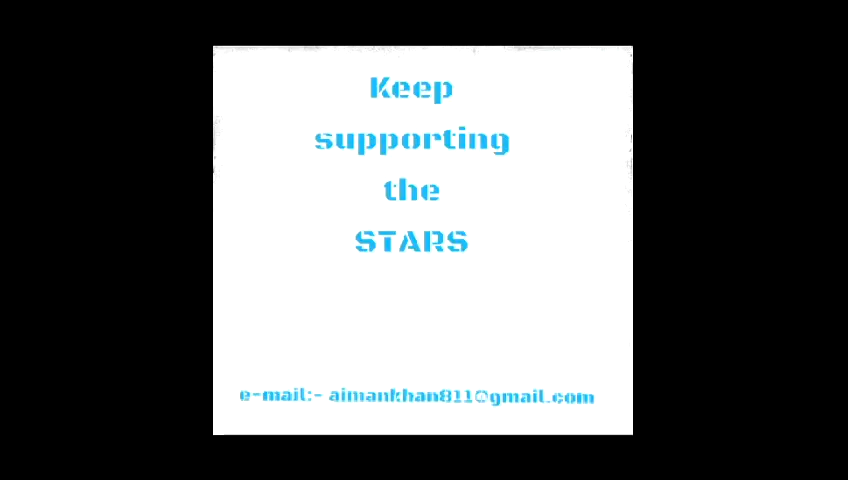 Keep
supporting
the
STARS
e-mail:- aimankhan811@gmail.com